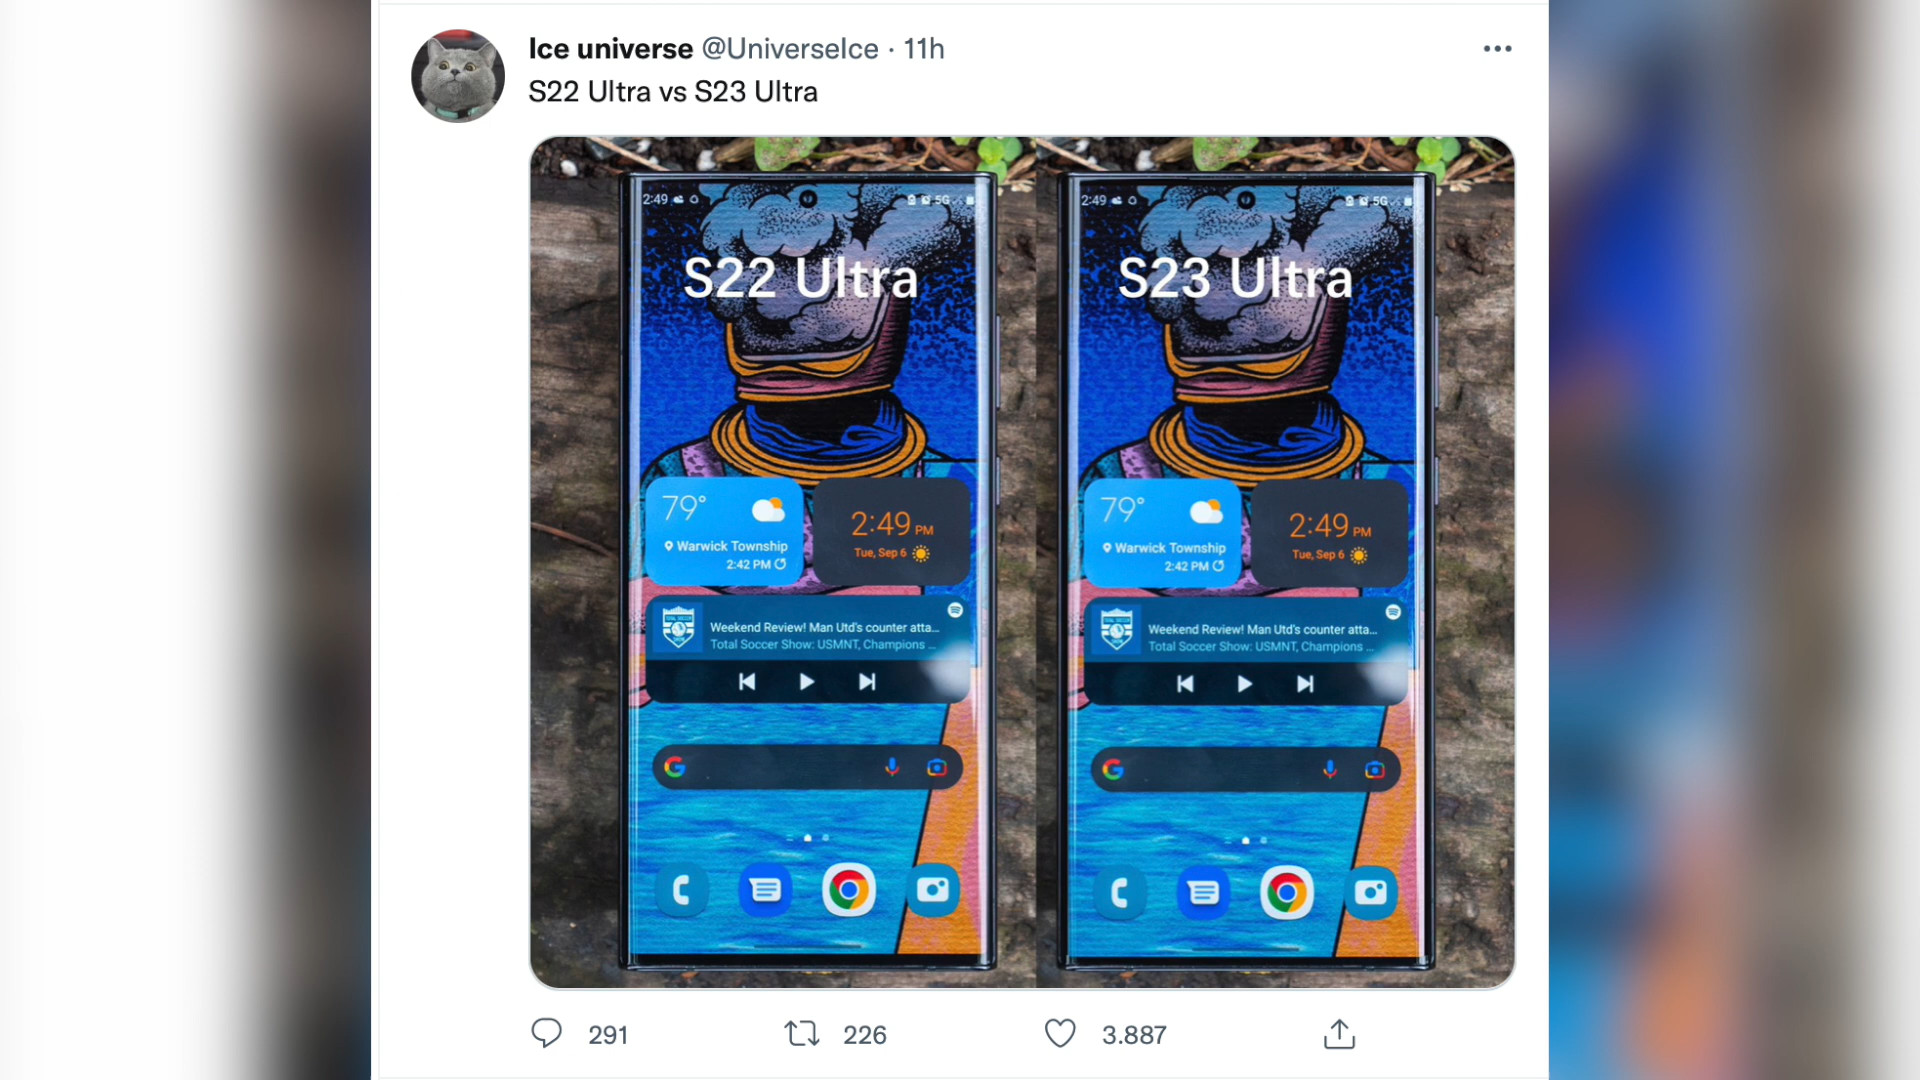 Ice universe @UniverseIce · 11h
S22 Ultra vs S23 Ultra
2:49 5G
S22 Ultra
79°
Warwick Township
2:42 PM
2:49 PM
Tue, Sep 6
Weekend Review! Man Utd's counter atta...
Total Soccer Show: USMNT, Champions ...
2:49 5G
S23 Ultra
79°
Warwick Township
2:42 PM
2:49 PM
Tue, Sep 6
Weekend Review! Man Utd's counter atta...
Total Soccer Show: USMNT, Champions ...
291 226 3.887